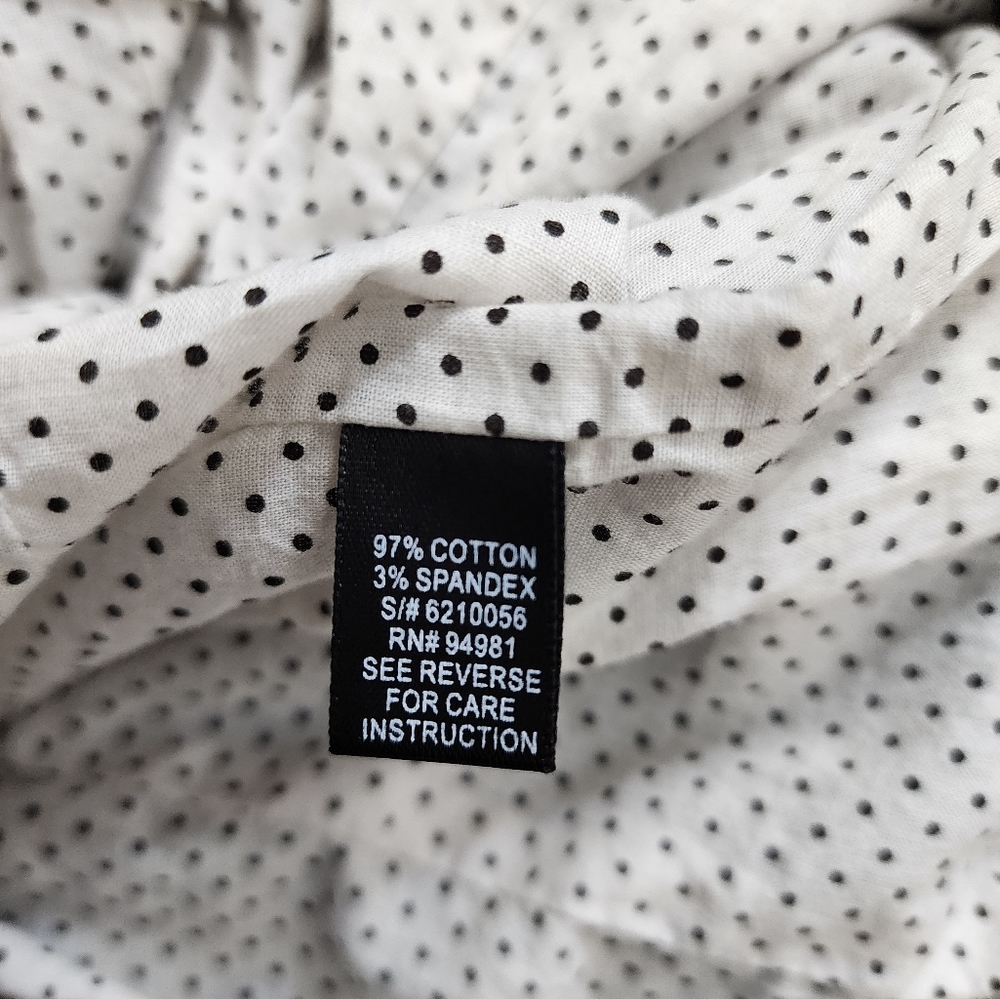 97% COTTON
3% SPANDEX
S/# 6210056
RN# 94981
SEE REVERSE
FOR CARE
INSTRUCTION